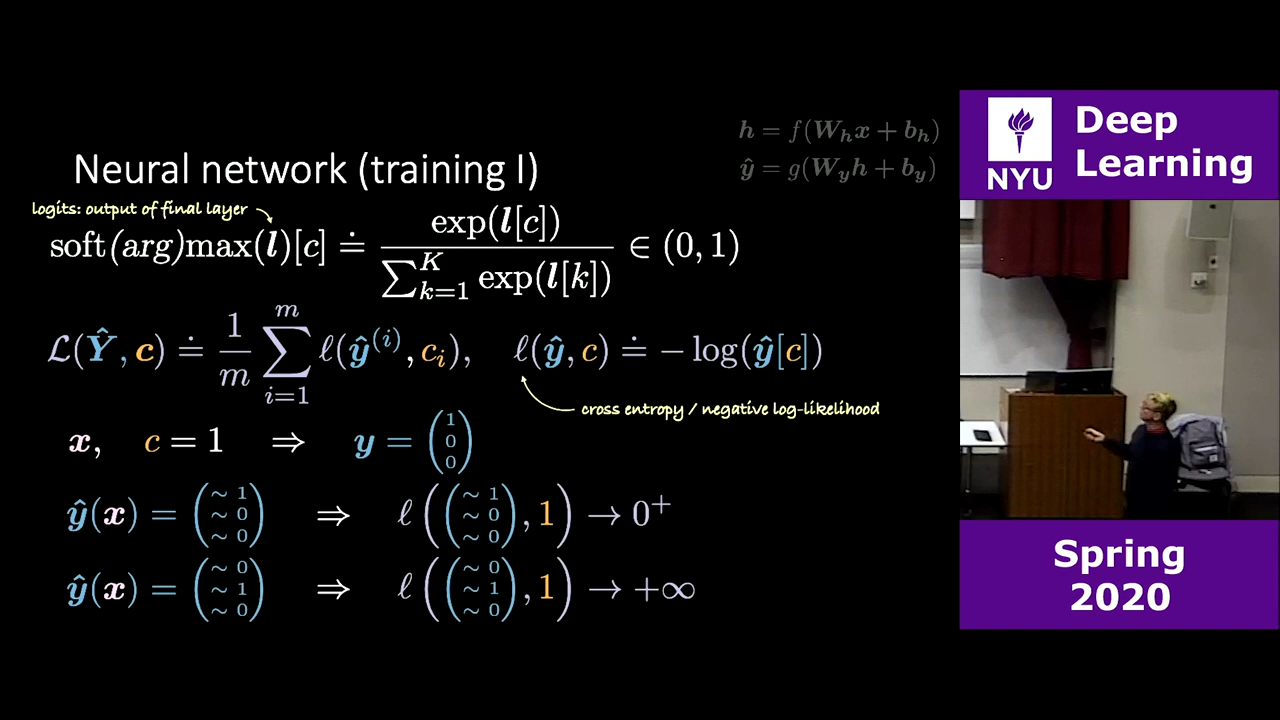 h = f(W_h x + b_h)
ŷ = g(W_y h + b_y)
Neural network (training I)
logits: output of final layer
soft(arg)max(l)[c] ≐ exp(l[c]) / ∑_{k=1}^{K} exp(l[k]) ∈ (0, 1)
ℒ(Ŷ, c) ≐ 1/m ∑_{i=1}^{m} ℓ(ŷ^{(i)}, c_i), ℓ(ŷ, c) ≐ −log(ŷ[c])
cross entropy / negative log-likelihood
x, c = 1 ⇒ y = (1 0 0)
ŷ(x) = (∼ 1 ∼ 0 ∼ 0) ⇒ ℓ((∼ 1 ∼ 0 ∼ 0), 1) → 0⁺
ŷ(x) = (∼ 0 ∼ 1 ∼ 0) ⇒ ℓ((∼ 0 ∼ 1 ∼ 0), 1) → +∞
NYU
Deep
Learning
Spring
2020